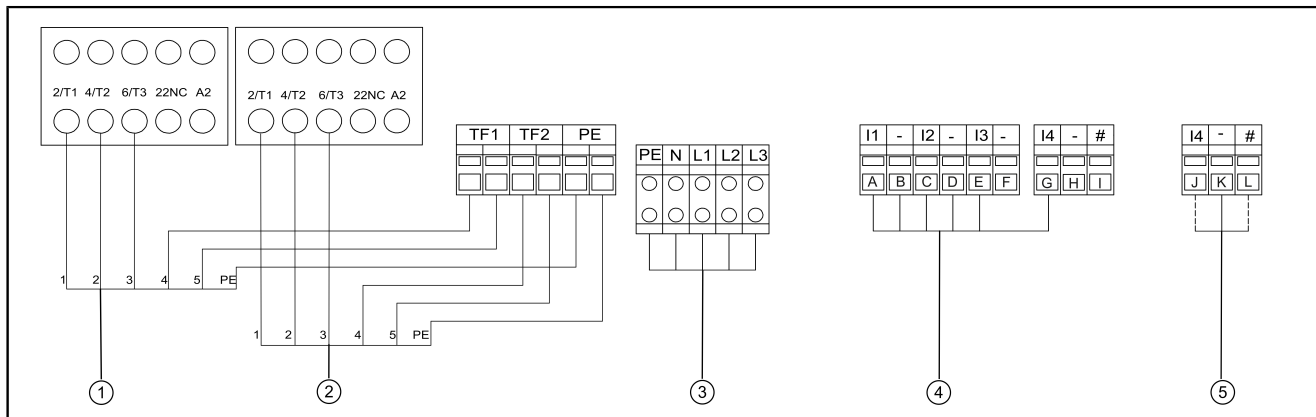 2/T1 4/T2 6/T3 22NC A2
2/T1 4/T2 6/T3 22NC A2
TF1 TF2 PE
PE N L1 L2 L3
I1 - I2 - I3 -
I4 - #
I4 - #
A B C D E F
G H I
J K L
1 2 3 4 5 PE
1 2 3 4 5 PE
1 2 3 4 5